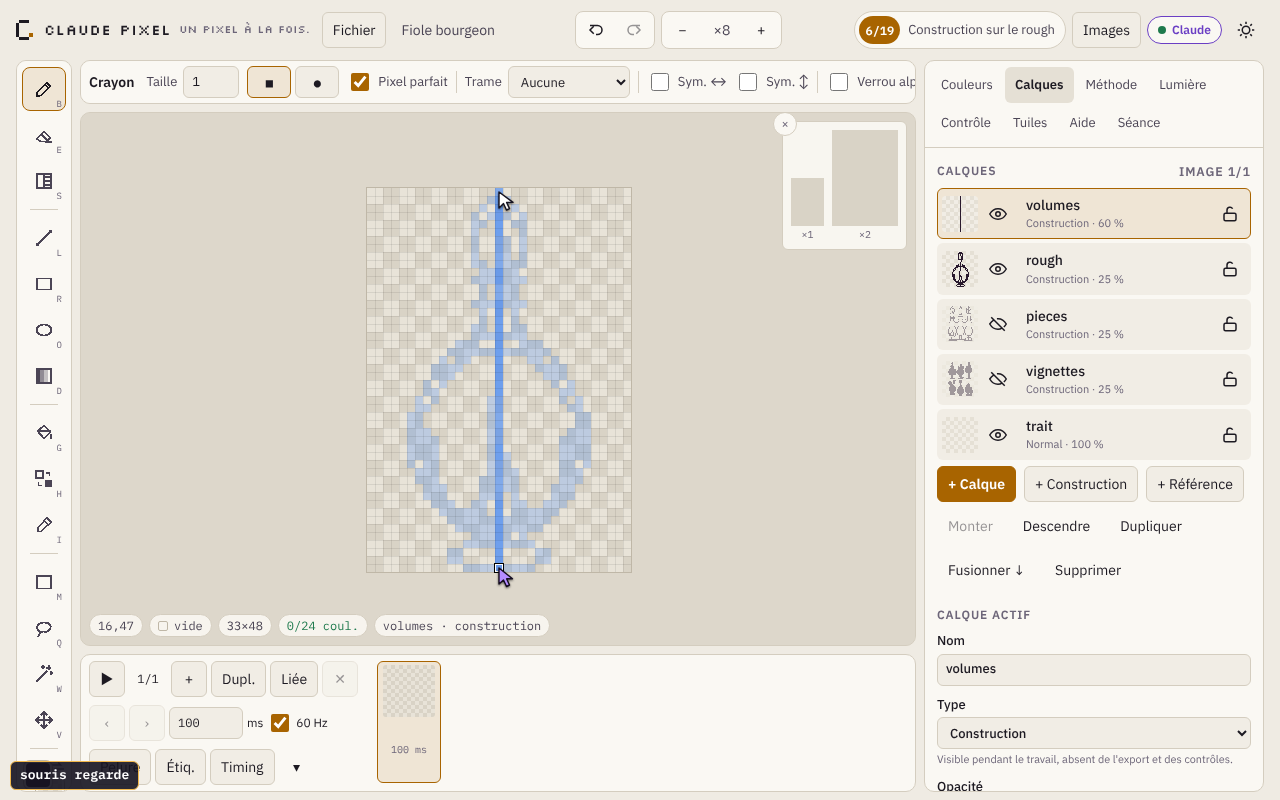 CLAUDE PIXEL UN PIXEL À LA FOIS. Fichier Fiole bourgeon − ×8 + 6/19 Construction sur le rough Images Claude
Crayon Taille 1 ■ ● Pixel parfait Trame Aucune Sym. ↔ Sym. ↕ Verrou alp
B
E
S
L
R
O
D
G
H
I
M
Q
W
V
×
×1 ×2
16,47 vide 33×48 0/24 coul. volumes · construction
▶ 1/1 + Dupl. Liée ×
‹ › 100 ms 60 Hz
Étiq. Timing ▼
100 ms
souris regarde
Couleurs Calques Méthode Lumière
Contrôle Tuiles Aide Séance
CALQUES IMAGE 1/1
volumes
Construction · 60 %
rough
Construction · 25 %
pieces
Construction · 25 %
vignettes
Construction · 25 %
trait
Normal · 100 %
+ Calque + Construction + Référence
Monter Descendre Dupliquer
Fusionner ↓ Supprimer
CALQUE ACTIF
Nom
volumes
Type
Construction
Visible pendant le travail, absent de l'export et des contrôles.
Opacité